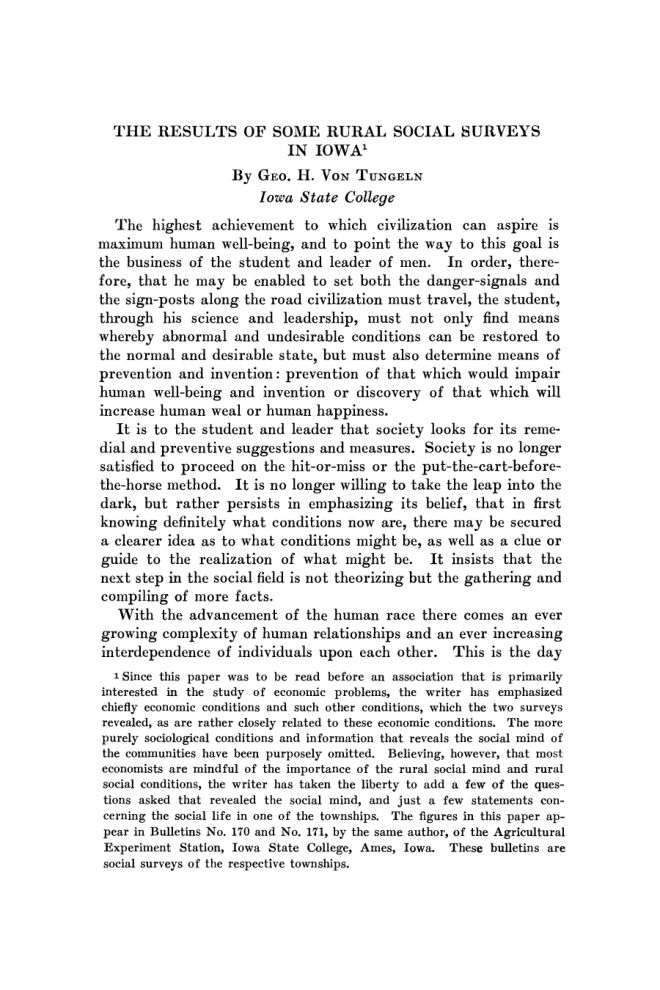 THE RESULTS OF SOME RURAL SOCIAL SURVEYS
IN IOWA¹
By Geo. H. Von Tungeln
Iowa State College
The highest achievement to which civilization can aspire is
maximum human well-being, and to point the way to this goal is
the business of the student and leader of men. In order, there-
fore, that he may be enabled to set both the danger-signals and
the sign-posts along the road civilization must travel, the student,
through his science and leadership, must not only find means
whereby abnormal and undesirable conditions can be restored to
the normal and desirable state, but must also determine means of
prevention and invention: prevention of that which would impair
human well-being and invention or discovery of that which will
increase human weal or human happiness.
It is to the student and leader that society looks for its reme-
dial and preventive suggestions and measures. Society is no longer
satisfied to proceed on the hit-or-miss or the put-the-cart-before-
the-horse method. It is no longer willing to take the leap into the
dark, but rather persists in emphasizing its belief, that in first
knowing definitely what conditions now are, there may be secured
a clearer idea as to what conditions might be, as well as a clue or
guide to the realization of what might be. It insists that the
next step in the social field is not theorizing but the gathering and
compiling of more facts.
With the advancement of the human race there comes an ever
growing complexity of human relationships and an ever increasing
interdependence of individuals upon each other. This is the day
¹ Since this paper was to be read before an association that is primarily
interested in the study of economic problems, the writer has emphasized
chiefly economic conditions and such other conditions, which the two surveys
revealed, as are rather closely related to these economic conditions. The more
purely sociological conditions and information that reveals the social mind of
the communities have been purposely omitted. Believing, however, that most
economists are mindful of the importance of the rural social mind and rural
social conditions, the writer has taken the liberty to add a few of the ques-
tions asked that revealed the social mind, and just a few statements con-
cerning the social life in one of the townships. The figures in this paper ap-
pear in Bulletins No. 170 and No. 171, by the same author, of the Agricultural
Experiment Station, Iowa State College, Ames, Iowa. These bulletins are
social surveys of the respective townships.